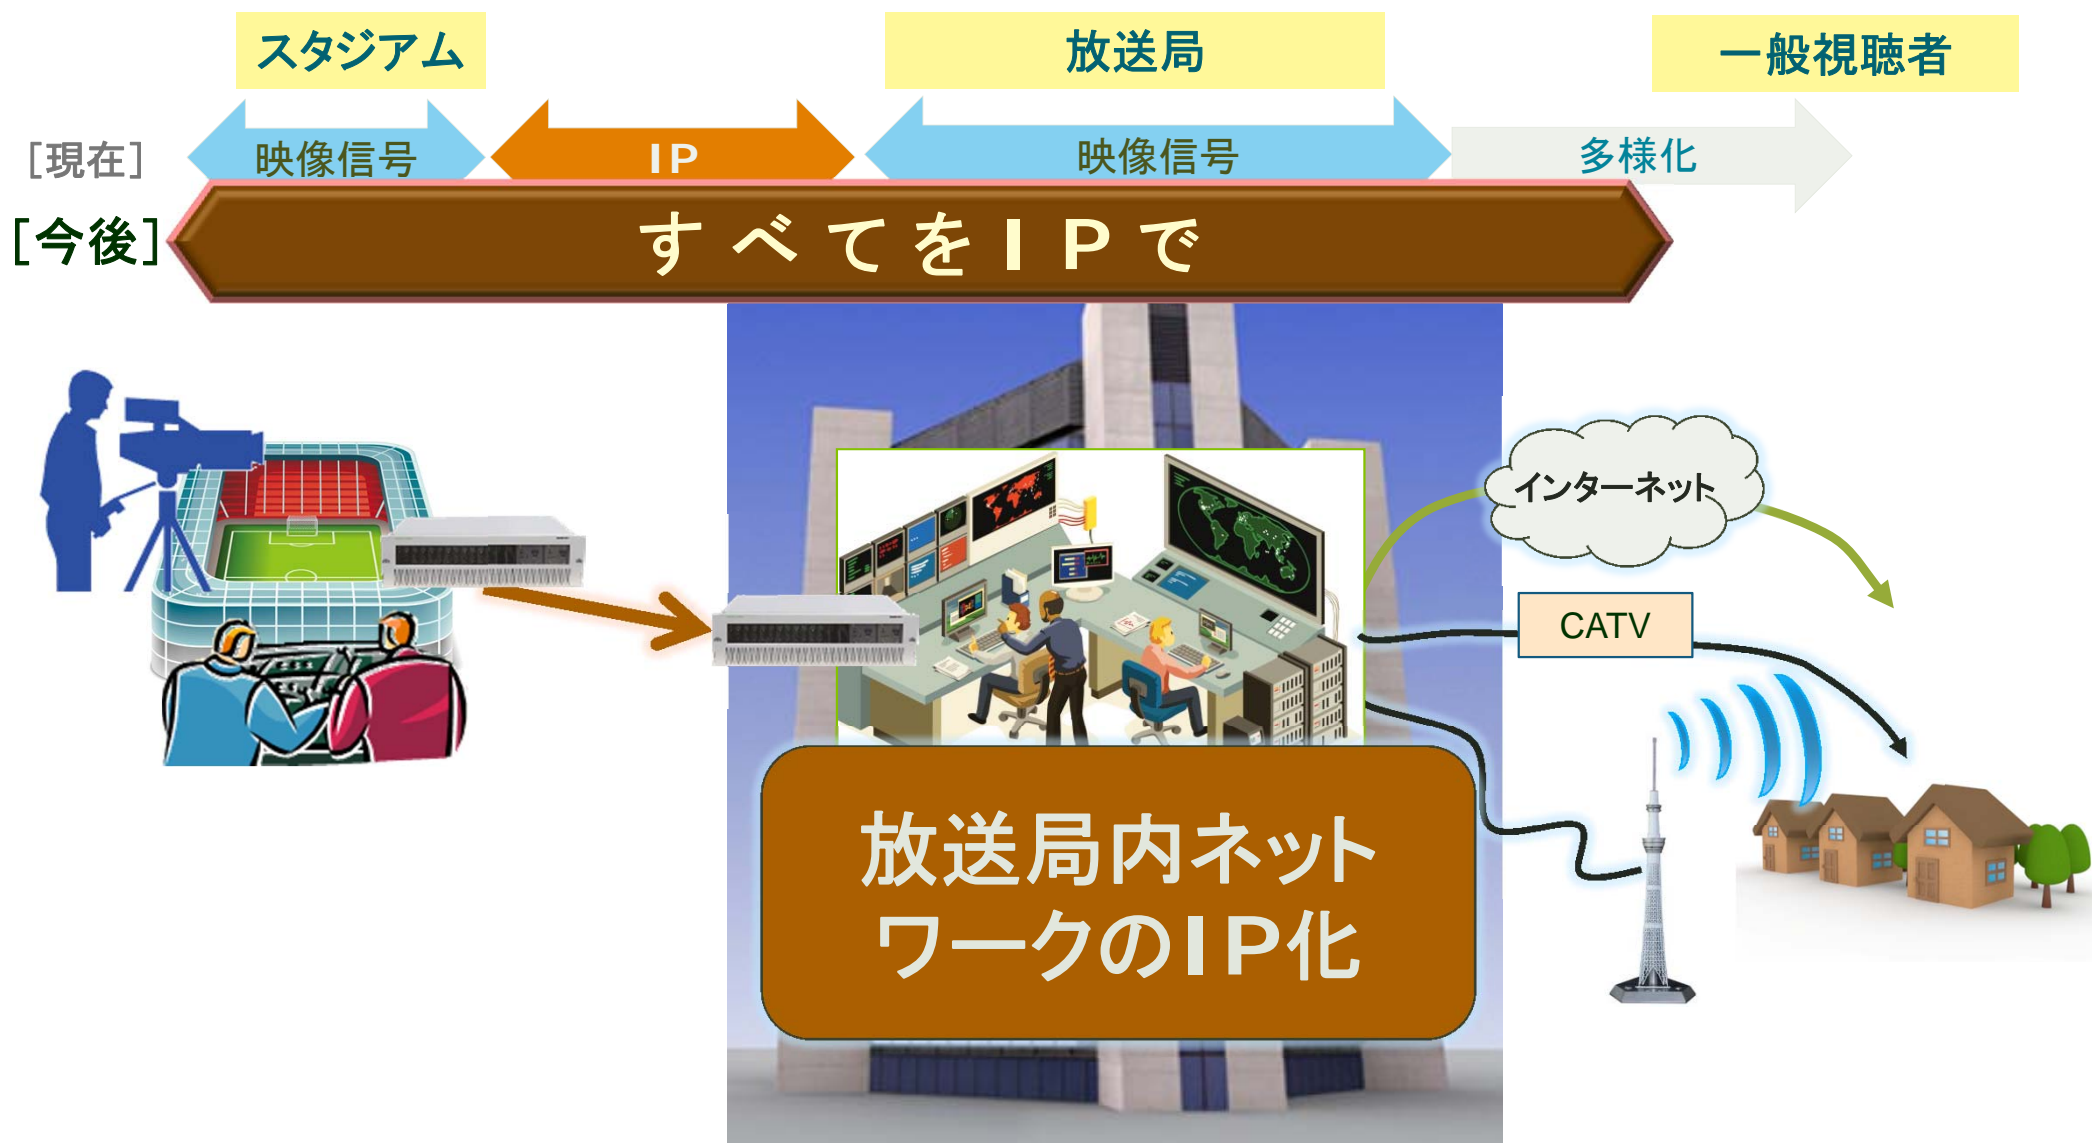 スタジアム
放送局
一般視聴者
[現在]
映像信号
IP
映像信号
多様化
[今後]
すべてをIPで
インターネット
CATV
放送局内ネット
ワークのIP化